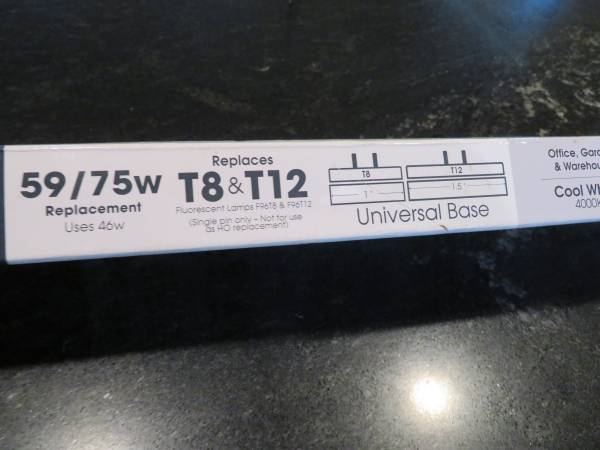 59/75w
Replacement
Uses 46w
Replaces
T8 & T12
Fluorescent Lamps F96T8 & F96T12
(Single pin only – Not for use
as HO replacement)
T8
1"
T12
1.5"
Universal Base
Office, Gara
& Warehou
Cool Wh
4000K